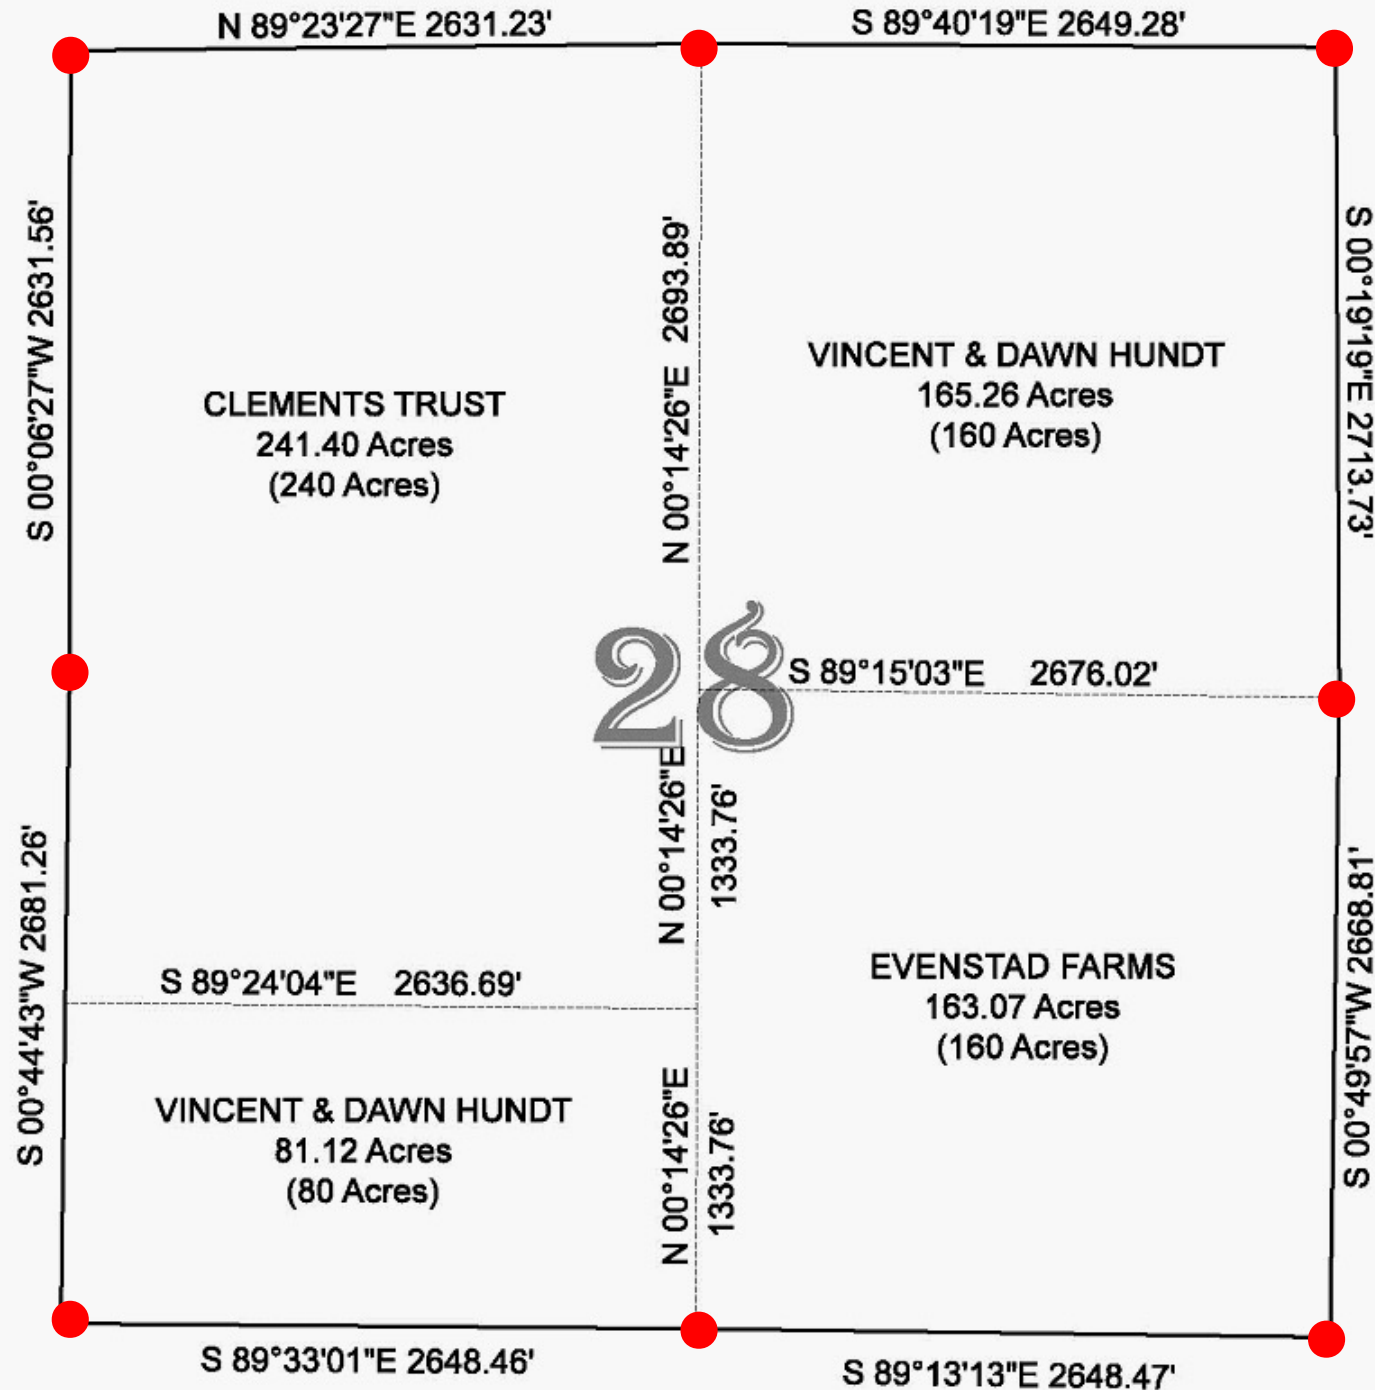 N 89°23'27"E 2631.23'
S 89°40'19"E 2649.28'
S 00°06'27"W 2631.56'
N 00°14'26"E 2693.89'
S 00°19'19"E 2713.73'
CLEMENTS TRUST
241.40 Acres
(240 Acres)
VINCENT & DAWN HUNDT
165.26 Acres
(160 Acres)
28
S 89°15'03"E 2676.02'
N 00°14'26"E
1333.76'
S 00°44'43"W 2681.26'
S 89°24'04"E 2636.69'
EVENSTAD FARMS
163.07 Acres
(160 Acres)
S 00°49'57"W 2668.81'
VINCENT & DAWN HUNDT
81.12 Acres
(80 Acres)
N 00°14'26"E
1333.76'
S 89°33'01"E 2648.46'
S 89°13'13"E 2648.47'